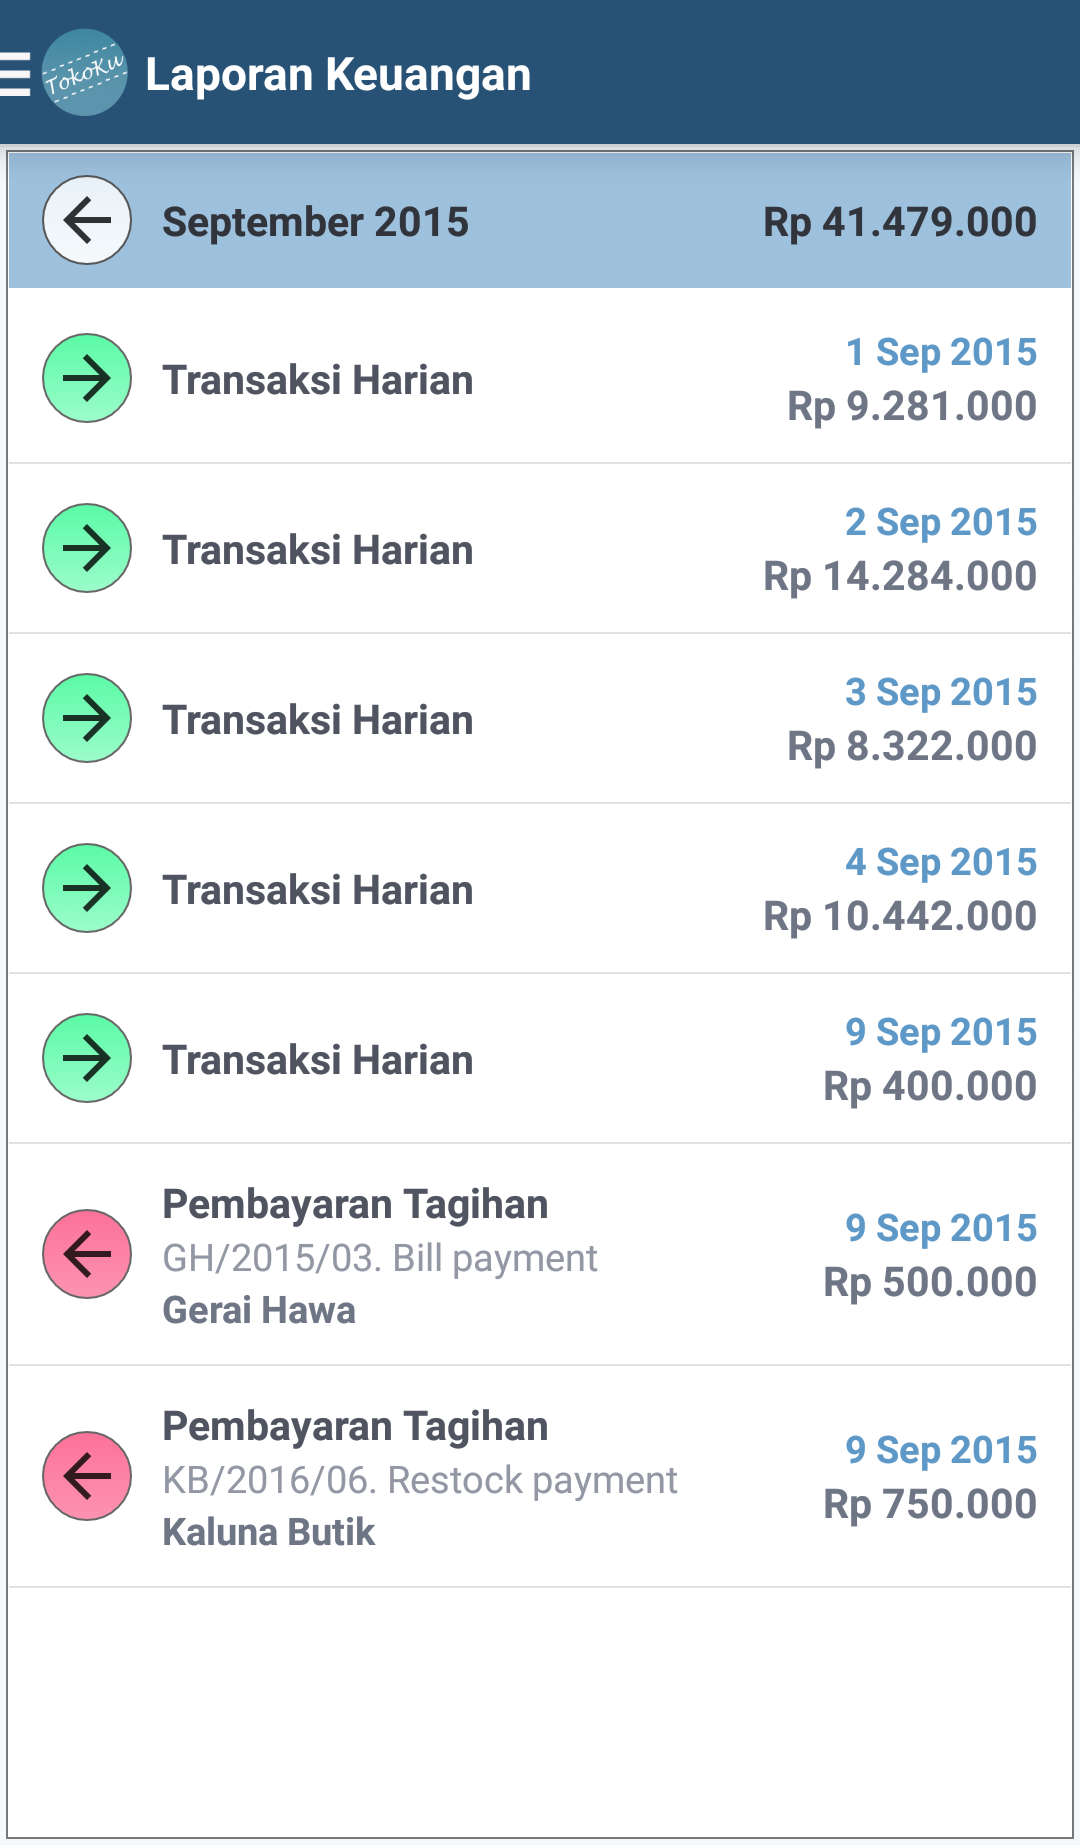 TokoKu
Laporan Keuangan
September 2015
Rp 41.479.000
Transaksi Harian
1 Sep 2015
Rp 9.281.000
Transaksi Harian
2 Sep 2015
Rp 14.284.000
Transaksi Harian
3 Sep 2015
Rp 8.322.000
Transaksi Harian
4 Sep 2015
Rp 10.442.000
Transaksi Harian
9 Sep 2015
Rp 400.000
Pembayaran Tagihan
GH/2015/03. Bill payment
Gerai Hawa
9 Sep 2015
Rp 500.000
Pembayaran Tagihan
KB/2016/06. Restock payment
Kaluna Butik
9 Sep 2015
Rp 750.000